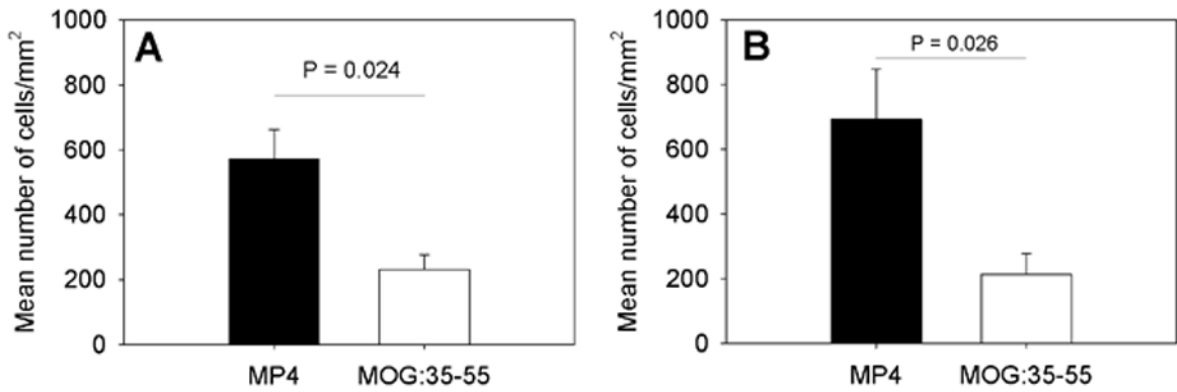 A
Mean number of cells/mm²
1000
800
600
400
200
0
P = 0.024
MP4
MOG:35-55
B
Mean number of cells/mm²
1000
800
600
400
200
0
P = 0.026
MP4
MOG:35-55